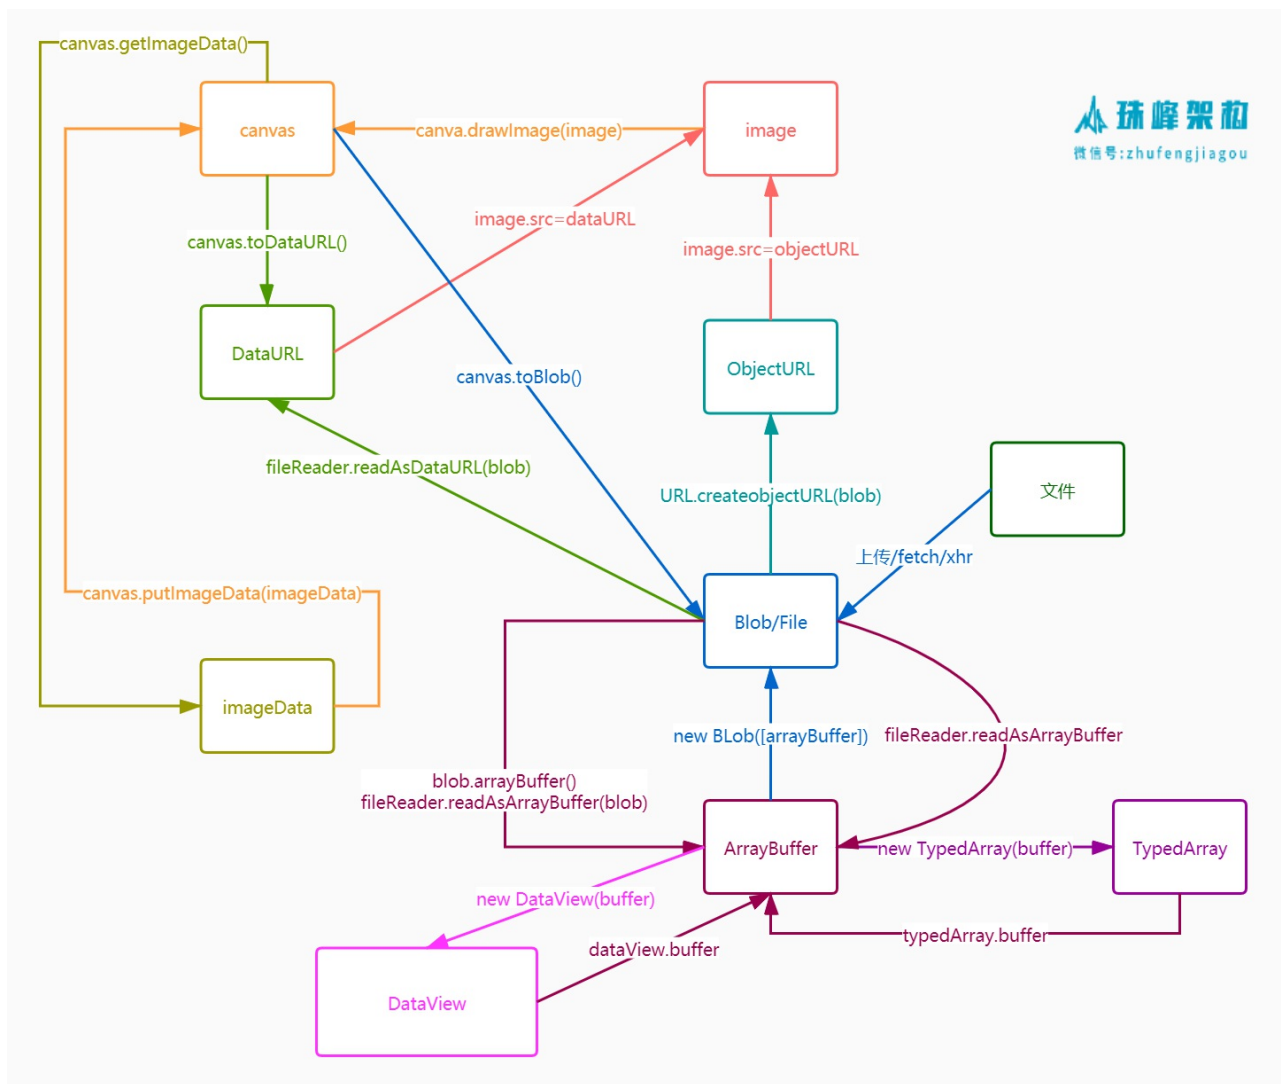 canvas.getImageData()
canvas
canva.drawImage(image)
image
珠峰架构
微信号:zhufengjiagou
image.src=dataURL
canvas.toDataURL()
image.src=objectURL
DataURL
ObjectURL
canvas.toBlob()
fileReader.readAsDataURL(blob)
URL.createobjectURL(blob)
文件
上传/fetch/xhr
canvas.putImageData(imageData)
Blob/File
imageData
new BLob([arrayBuffer])
fileReader.readAsArrayBuffer
blob.arrayBuffer()
fileReader.readAsArrayBuffer(blob)
ArrayBuffer
new TypedArray(buffer)
TypedArray
new DataView(buffer)
dataView.buffer
typedArray.buffer
DataView